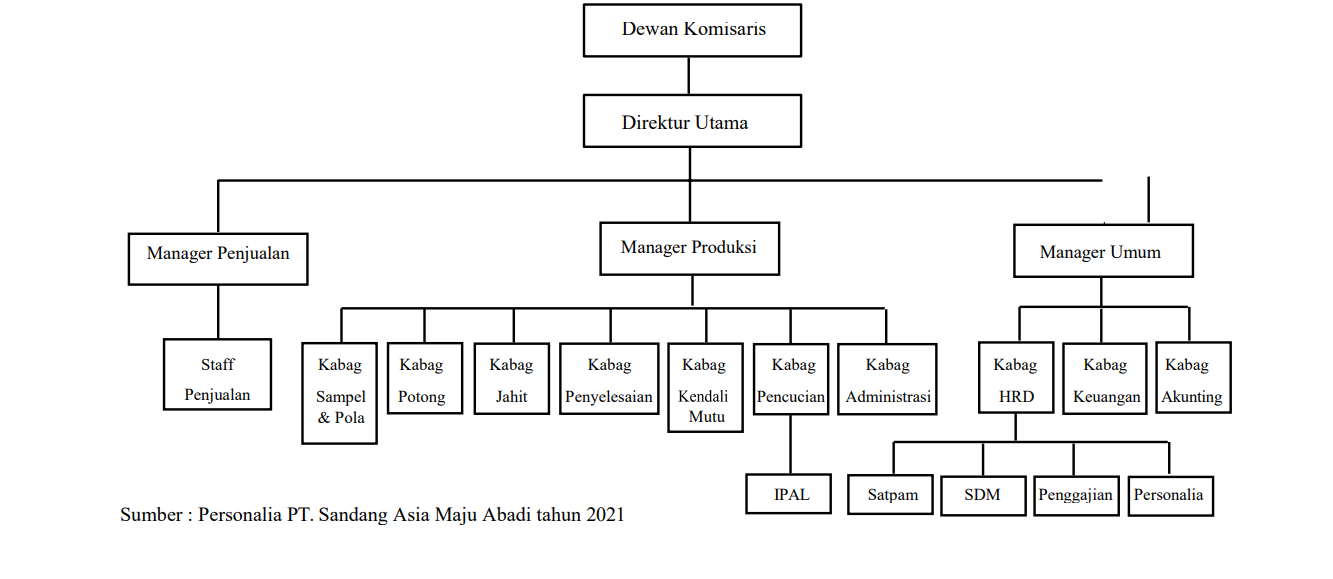 Dewan Komisaris
Direktur Utama
Manager Penjualan
Manager Produksi
Manager Umum
Staff
Penjualan
Kabag
Sampel
& Pola
Kabag
Potong
Kabag
Jahit
Kabag
Penyelesaian
Kabag
Kendali
Mutu
Kabag
Pencucian
Kabag
Administrasi
Kabag
HRD
Kabag
Keuangan
Kabag
Akunting
IPAL
Satpam
SDM
Penggajian
Personalia
Sumber : Personalia PT. Sandang Asia Maju Abadi tahun 2021